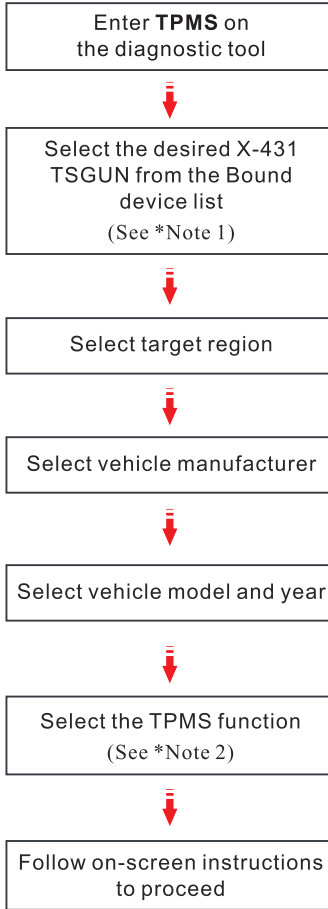 Enter TPMS on
the diagnostic tool
Select the desired X-431
TSGUN from the Bound
device list
(See *Note 1)
Select target region
Select vehicle manufacturer
Select vehicle model and year
Select the TPMS function
(See *Note 2)
Follow on-screen instructions
to proceed